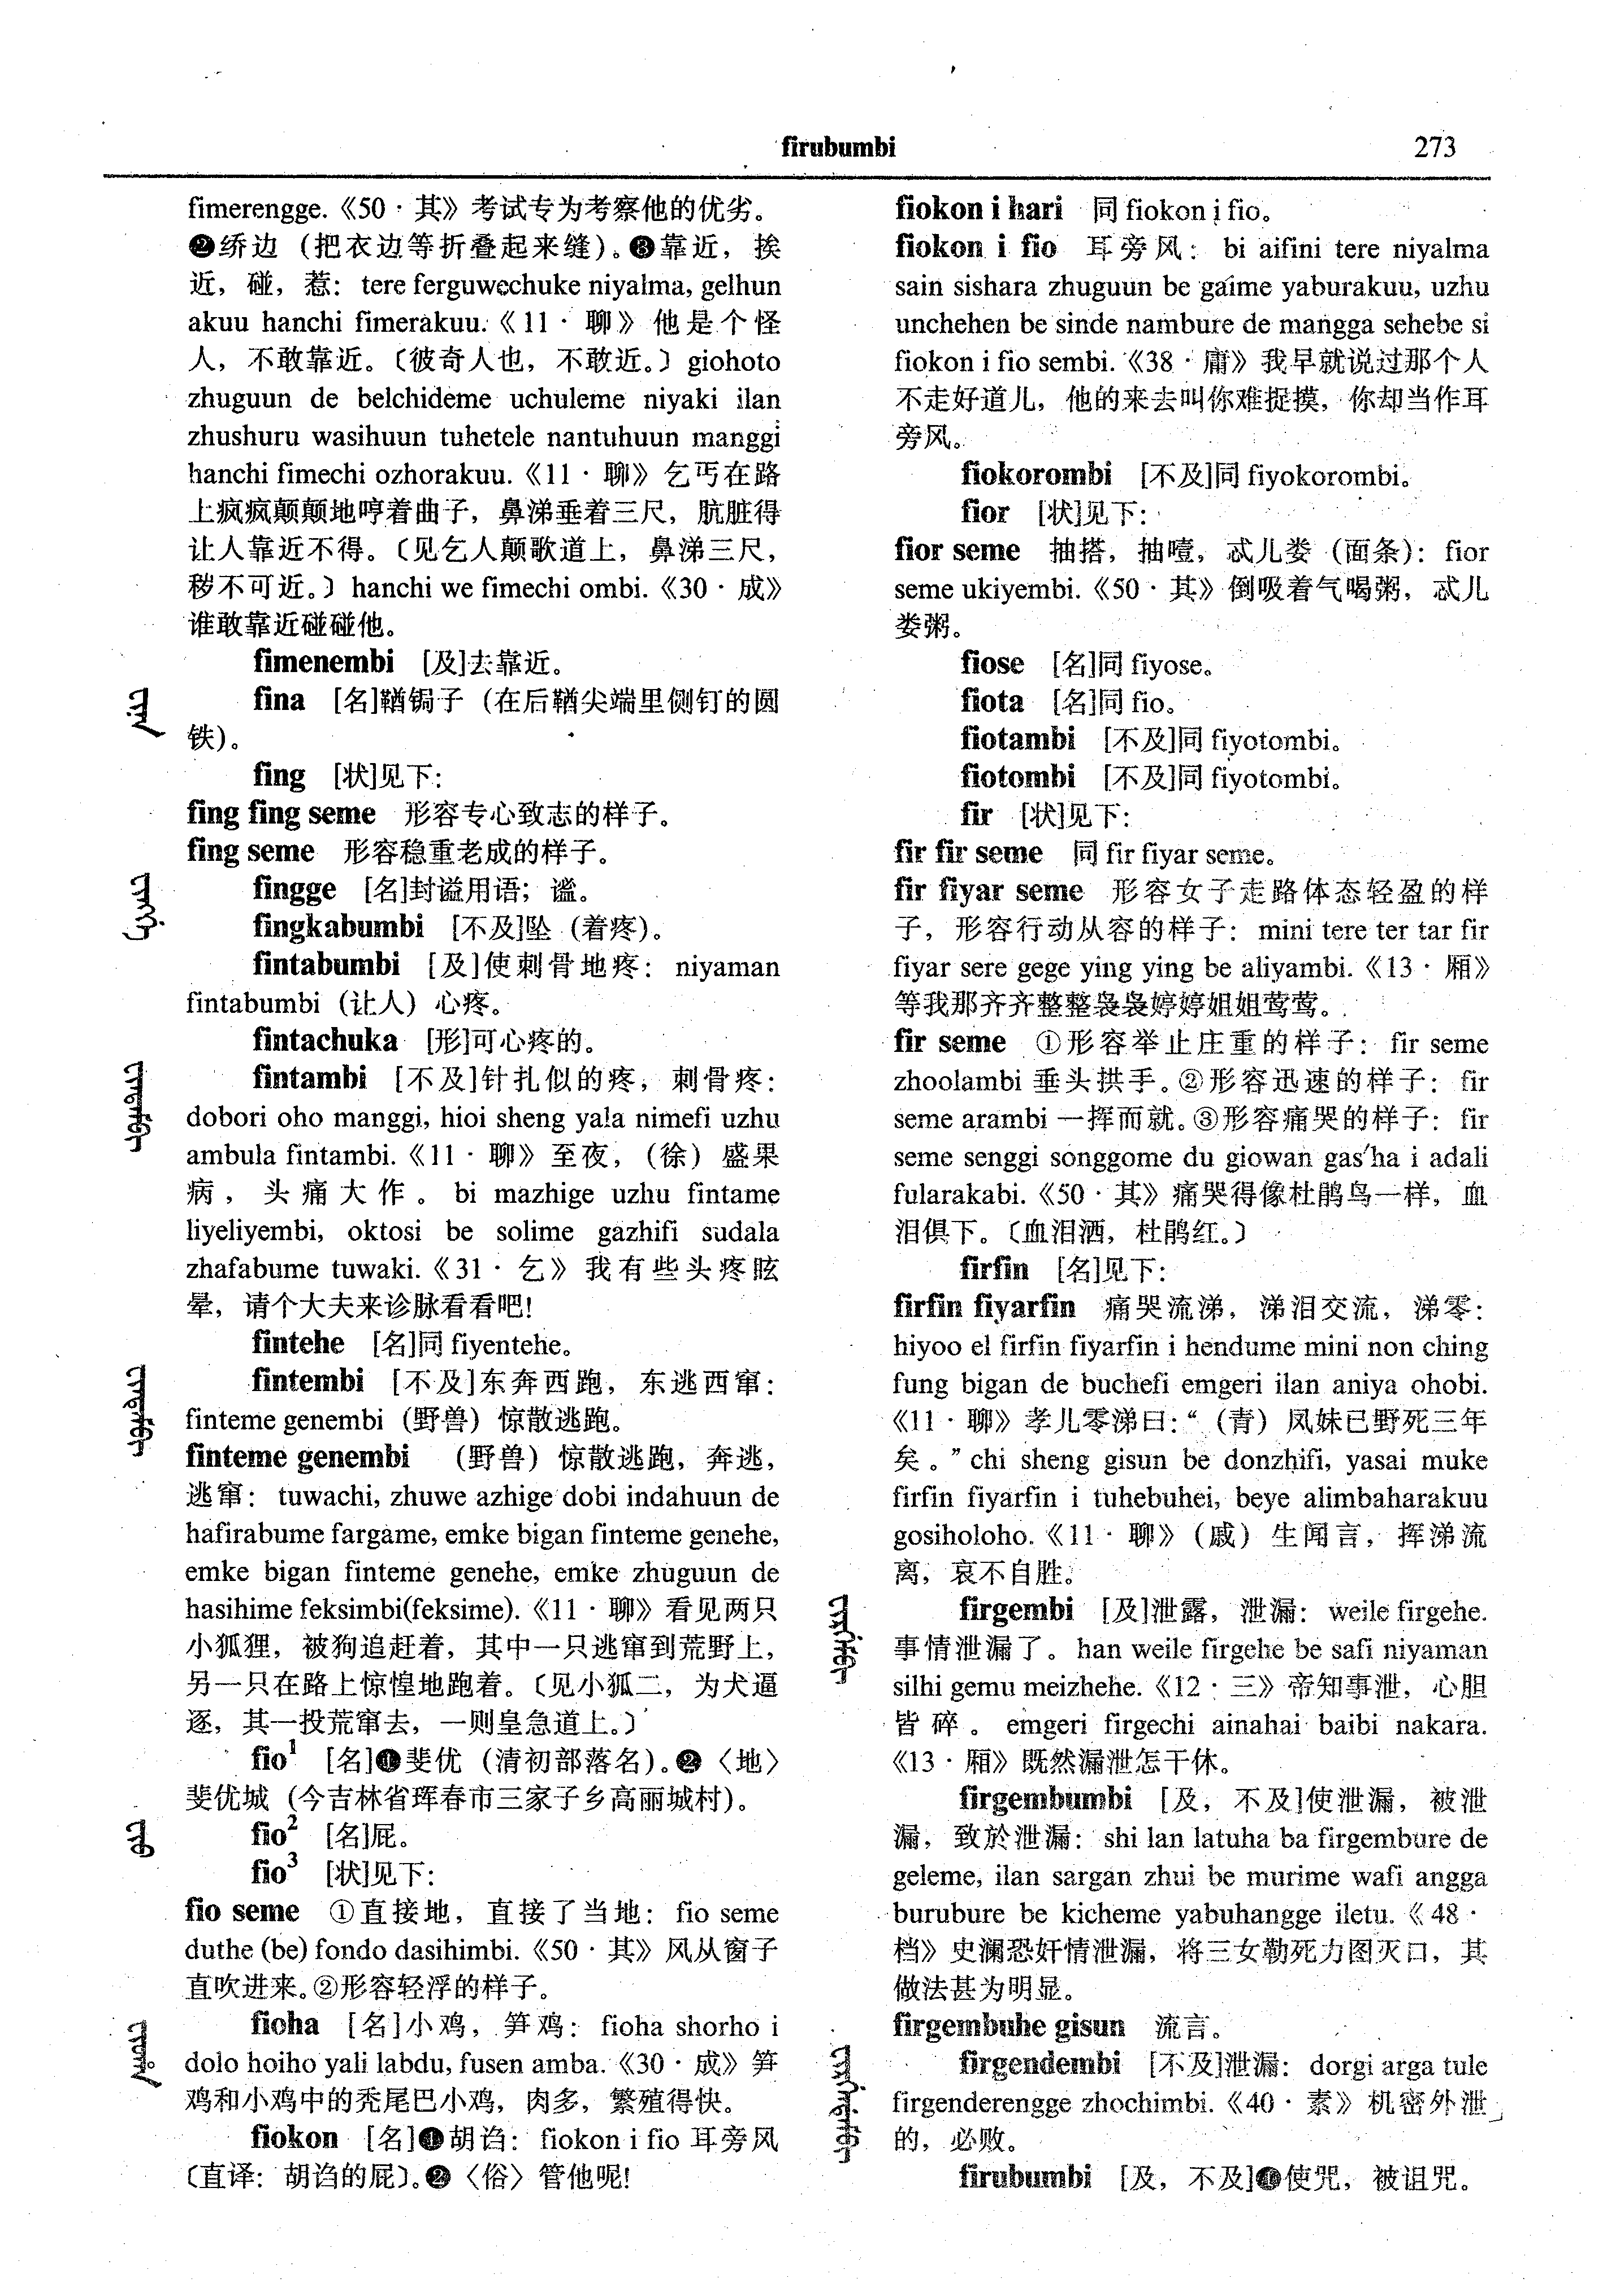 firubumbi
273
fimerengge.《50 · 其》考试专为考察他的优劣。
❷绤边（把衣边等折叠起来缝）。❸靠近，挨
近，碰，惹：tere ferguwechuke niyalma, gelhun
akuu hanchi fimerakuu.《11 · 聊》他是个怪
人，不敢靠近。〔彼奇人也，不敢近。〕giohoto
zhuguun de belchideme uchuleme niyaki ilan
zhushuru wasihuun tuhetele nantuhuun manggi
hanchi fimechi ozhorakuu.《11 · 聊》乞丐在路
上疯疯颠颠地哼着曲子，鼻涕垂着三尺，肮脏得
让人靠近不得。〔见乞人颠歌道上，鼻涕三尺，
秽不可近。〕hanchi we fimechi ombi.《30 · 成》
谁敢靠近碰碰他。
fimenembi [及]去靠近。
fina [名]鞧锔子（在后鞧尖端里侧钉的圆
铁）。
fing [状]见下：
fing fing seme 形容专心致志的样子。
fing seme 形容稳重老成的样子。
fingge [名]封谥用语；谧。
fingkabumbi [不及]坠（着疼）。
fintabumbi [及]使刺骨地疼：niyaman
fintabumbi（让人）心疼。
fintachuka [形]可心疼的。
fintambi [不及]针扎似的疼，刺骨疼：
dobori oho manggi, hioi sheng yala nimefi uzhu
ambula fintambi.《11 · 聊》至夜，（徐）盛果
病，头痛大作。bi mazhige uzhu fintame
liyeliyembi, oktosi be solime gazhifi sudala
zhafabume tuwaki.《31 · 乞》我有些头疼眩
晕，请个大夫来诊脉看看吧！
fintehe [名]同 fiyentehe。
fintembi [不及]东奔西跑，东逃西窜：
finteme genembi（野兽）惊散逃跑。
finteme genembi （野兽）惊散逃跑，奔逃，
逃窜：tuwachi, zhuwe azhige dobi indahuun de
hafirabume fargame, emke bigan finteme genehe,
emke bigan finteme genehe, emke zhuguun de
hasihime feksimbi(feksime).《11 · 聊》看见两只
小狐狸，被狗追赶着，其中一只逃窜到荒野上，
另一只在路上惊惶地跑着。〔见小狐二，为犬逼
逐，其一投荒窜去，一则皇急道上。〕
fio¹ [名]❶斐优（清初部落名）。❷〈地〉
斐优城（今吉林省珲春市三家子乡高丽城村）。
fio² [名]屁。
fio³ [状]见下：
fio seme ①直接地，直接了当地：fio seme
duthe (be) fondo dasihimbi.《50 · 其》风从窗子
直吹进来。②形容轻浮的样子。
fioha [名]小鸡，笋鸡：fioha shorho i
dolo hoiho yali labdu, fusen amba.《30 · 成》笋
鸡和小鸡中的秃尾巴小鸡，肉多，繁殖得快。
fiokon [名]❶胡诌：fiokon i fio 耳旁风
〔直译：胡诌的屁〕。❷〈俗〉管他呢！
fiokon i hari 同 fiokon i fio。
fiokon i fio 耳旁风：bi aifini tere niyalma
sain sishara zhuguun be gaime yaburakuu, uzhu
unchehen be sinde nambure de mangga sehebe si
fiokon i fio sembi.《38 · 庸》我早就说过那个人
不走好道儿，他的来去叫你难捉摸，你却当作耳
旁风。
fiokorombi [不及]同 fiyokorombi。
fior [状]见下：
fior seme 抽搭，抽噎，忒儿娄（面条）：fior
seme ukiyembi.《50 · 其》倒吸着气喝粥，忒儿
娄粥。
fiose [名]同 fiyose。
fiota [名]同 fio。
fiotambi [不及]同 fiyotombi。
fiotombi [不及]同 fiyotombi。
fir [状]见下：
fir fir seme 同 fir fiyar seme。
fir fiyar seme 形容女子走路体态轻盈的样
子，形容行动从容的样子：mini tere ter tar fir
fiyar sere gege ying ying be aliyambi.《13 · 厢》
等我那齐齐整整袅袅婷婷姐姐莺莺。
fir seme ①形容举止庄重的样子：fir seme
zhoolambi 垂头拱手。②形容迅速的样子：fir
seme arambi 一挥而就。③形容痛哭的样子：fir
seme senggi songgome du giowan gas'ha i adali
fularakabi.《50 · 其》痛哭得像杜鹃鸟一样，血
泪俱下。〔血泪洒，杜鹃红。〕
firfin [名]见下：
firfin fiyarfin 痛哭流涕，涕泪交流，涕零：
hiyoo el firfin fiyarfin i hendume mini non ching
fung bigan de buchefi emgeri ilan aniya ohobi.
《11 · 聊》孝儿零涕曰：“（青）凤妹已野死三年
矣。” chi sheng gisun be donzhifi, yasai muke
firfin fiyarfin i tuhebuhei, beye alimbaharakuu
gosiholoho.《11 · 聊》（戚）生闻言，挥涕流
离，哀不自胜。
firgembi [及]泄露，泄漏：weile firgehe.
事情泄漏了。han weile firgehe be safi niyaman
silhi gemu meizhehe.《12 · 三》帝知事泄，心胆
皆碎。emgeri firgechi ainahai baibi nakara.
《13 · 厢》既然漏泄怎干休。
firgembumbi [及，不及]使泄漏，被泄
漏，致於泄漏：shi lan latuha ba firgembure de
geleme, ilan sargan zhui be murime wafi angga
burubure be kicheme yabuhangge iletu.《48 ·
档》史澜恐奸情泄漏，将三女勒死力图灭口，其
做法甚为明显。
firgembuhe gisun 流言。
firgendembi [不及]泄漏：dorgi arga tule
firgenderengge zhochimbi.《40 · 素》机密外泄
的，必败。
firubumbi [及，不及]❶使咒，被诅咒。